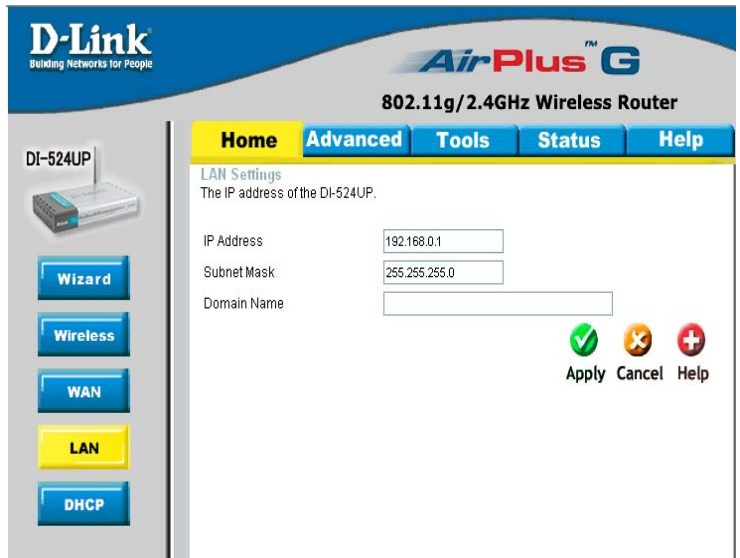 D-Link
Building Networks for People
AirPlus™ G
802.11g/2.4GHz Wireless Router
DI-524UP
Home Advanced Tools Status Help
LAN Settings
The IP address of the DI-524UP.
IP Address 192.168.0.1
Subnet Mask 255.255.255.0
Domain Name
Apply Cancel Help
Wizard
Wireless
WAN
LAN
DHCP